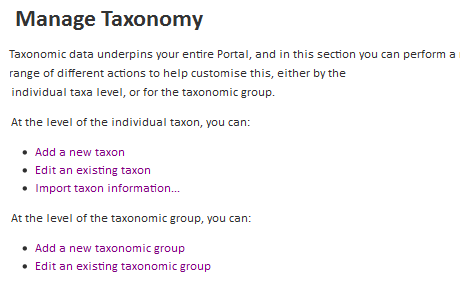 Manage Taxonomy
Taxonomic data underpins your entire Portal, and in this section you can perform a
range of different actions to help customise this, either by the
individual taxa level, or for the taxonomic group.
At the level of the individual taxon, you can:
• Add a new taxon
• Edit an existing taxon
• Import taxon information...
At the level of the taxonomic group, you can:
• Add a new taxonomic group
• Edit an existing taxonomic group